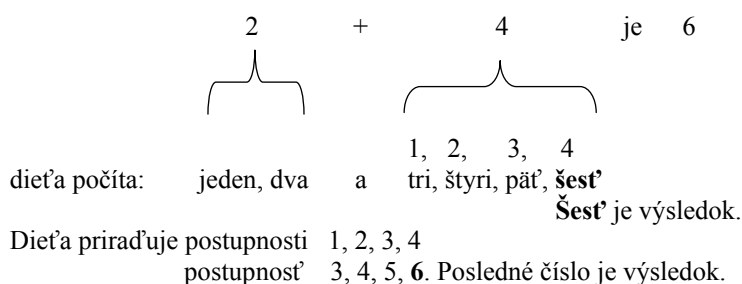 2 + 4 je 6
1, 2, 3, 4
dieťa počíta: jeden, dva a tri, štyri, päť, šesť
Šesť je výsledok.
Dieťa priraďuje postupnosti 1, 2, 3, 4
postupnosť 3, 4, 5, 6. Posledné číslo je výsledok.